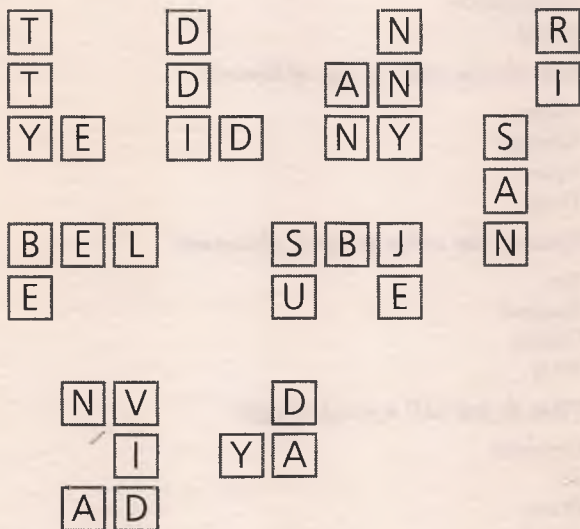 T D N R
T D A N I
Y E I D N Y S
A
B E L S B J N
E U E
N V D
I Y A
A D